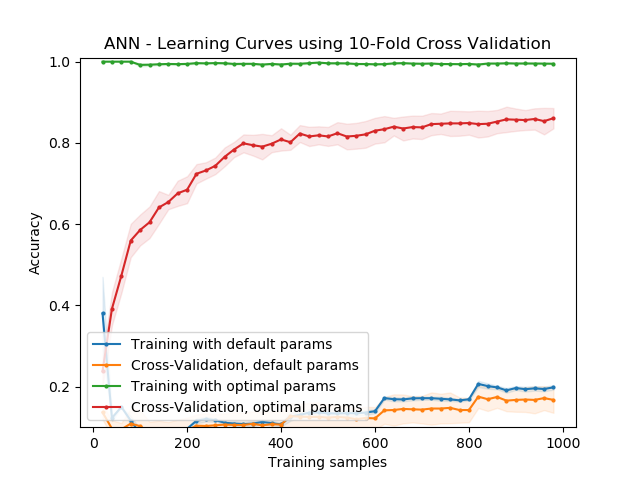 ANN - Learning Curves using 10-Fold Cross Validation
1.0
0.8
0.6
0.4
0.2
Accuracy
Training with default params
Cross-Validation, default params
Training with optimal params
Cross-Validation, optimal params
0 200 400 600 800 1000
Training samples